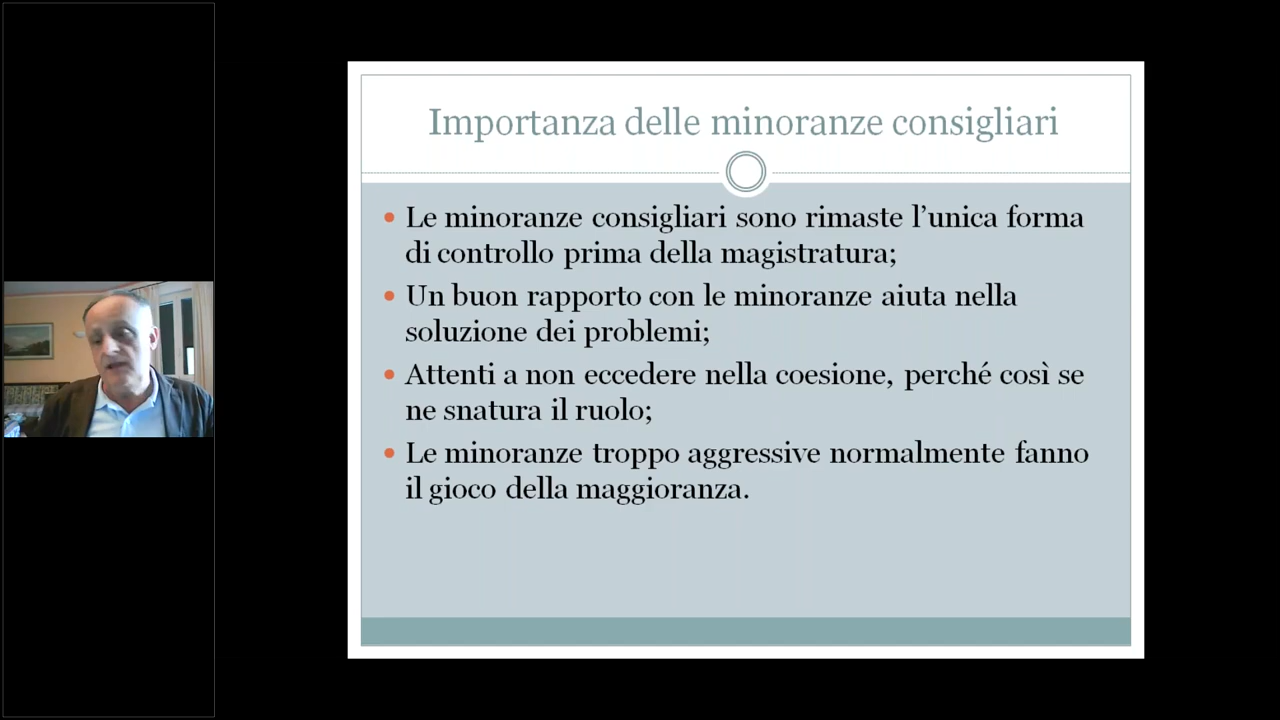 Importanza delle minoranze consigliari
Le minoranze consigliari sono rimaste l’unica forma
di controllo prima della magistratura;
Un buon rapporto con le minoranze aiuta nella
soluzione dei problemi;
Attenti a non eccedere nella coesione, perché così se
ne snatura il ruolo;
Le minoranze troppo aggressive normalmente fanno
il gioco della maggioranza.